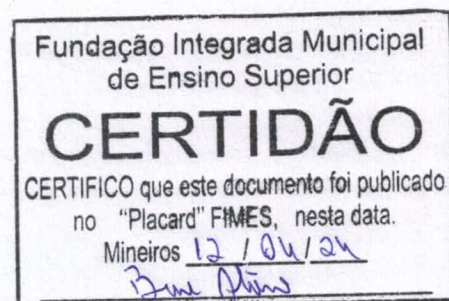 Fundação Integrada Municipal
de Ensino Superior
CERTIDÃO
CERTIFICO que este documento foi publicado
no "Placard" FIMES, nesta data.
Mineiros 12 / 04 / 24